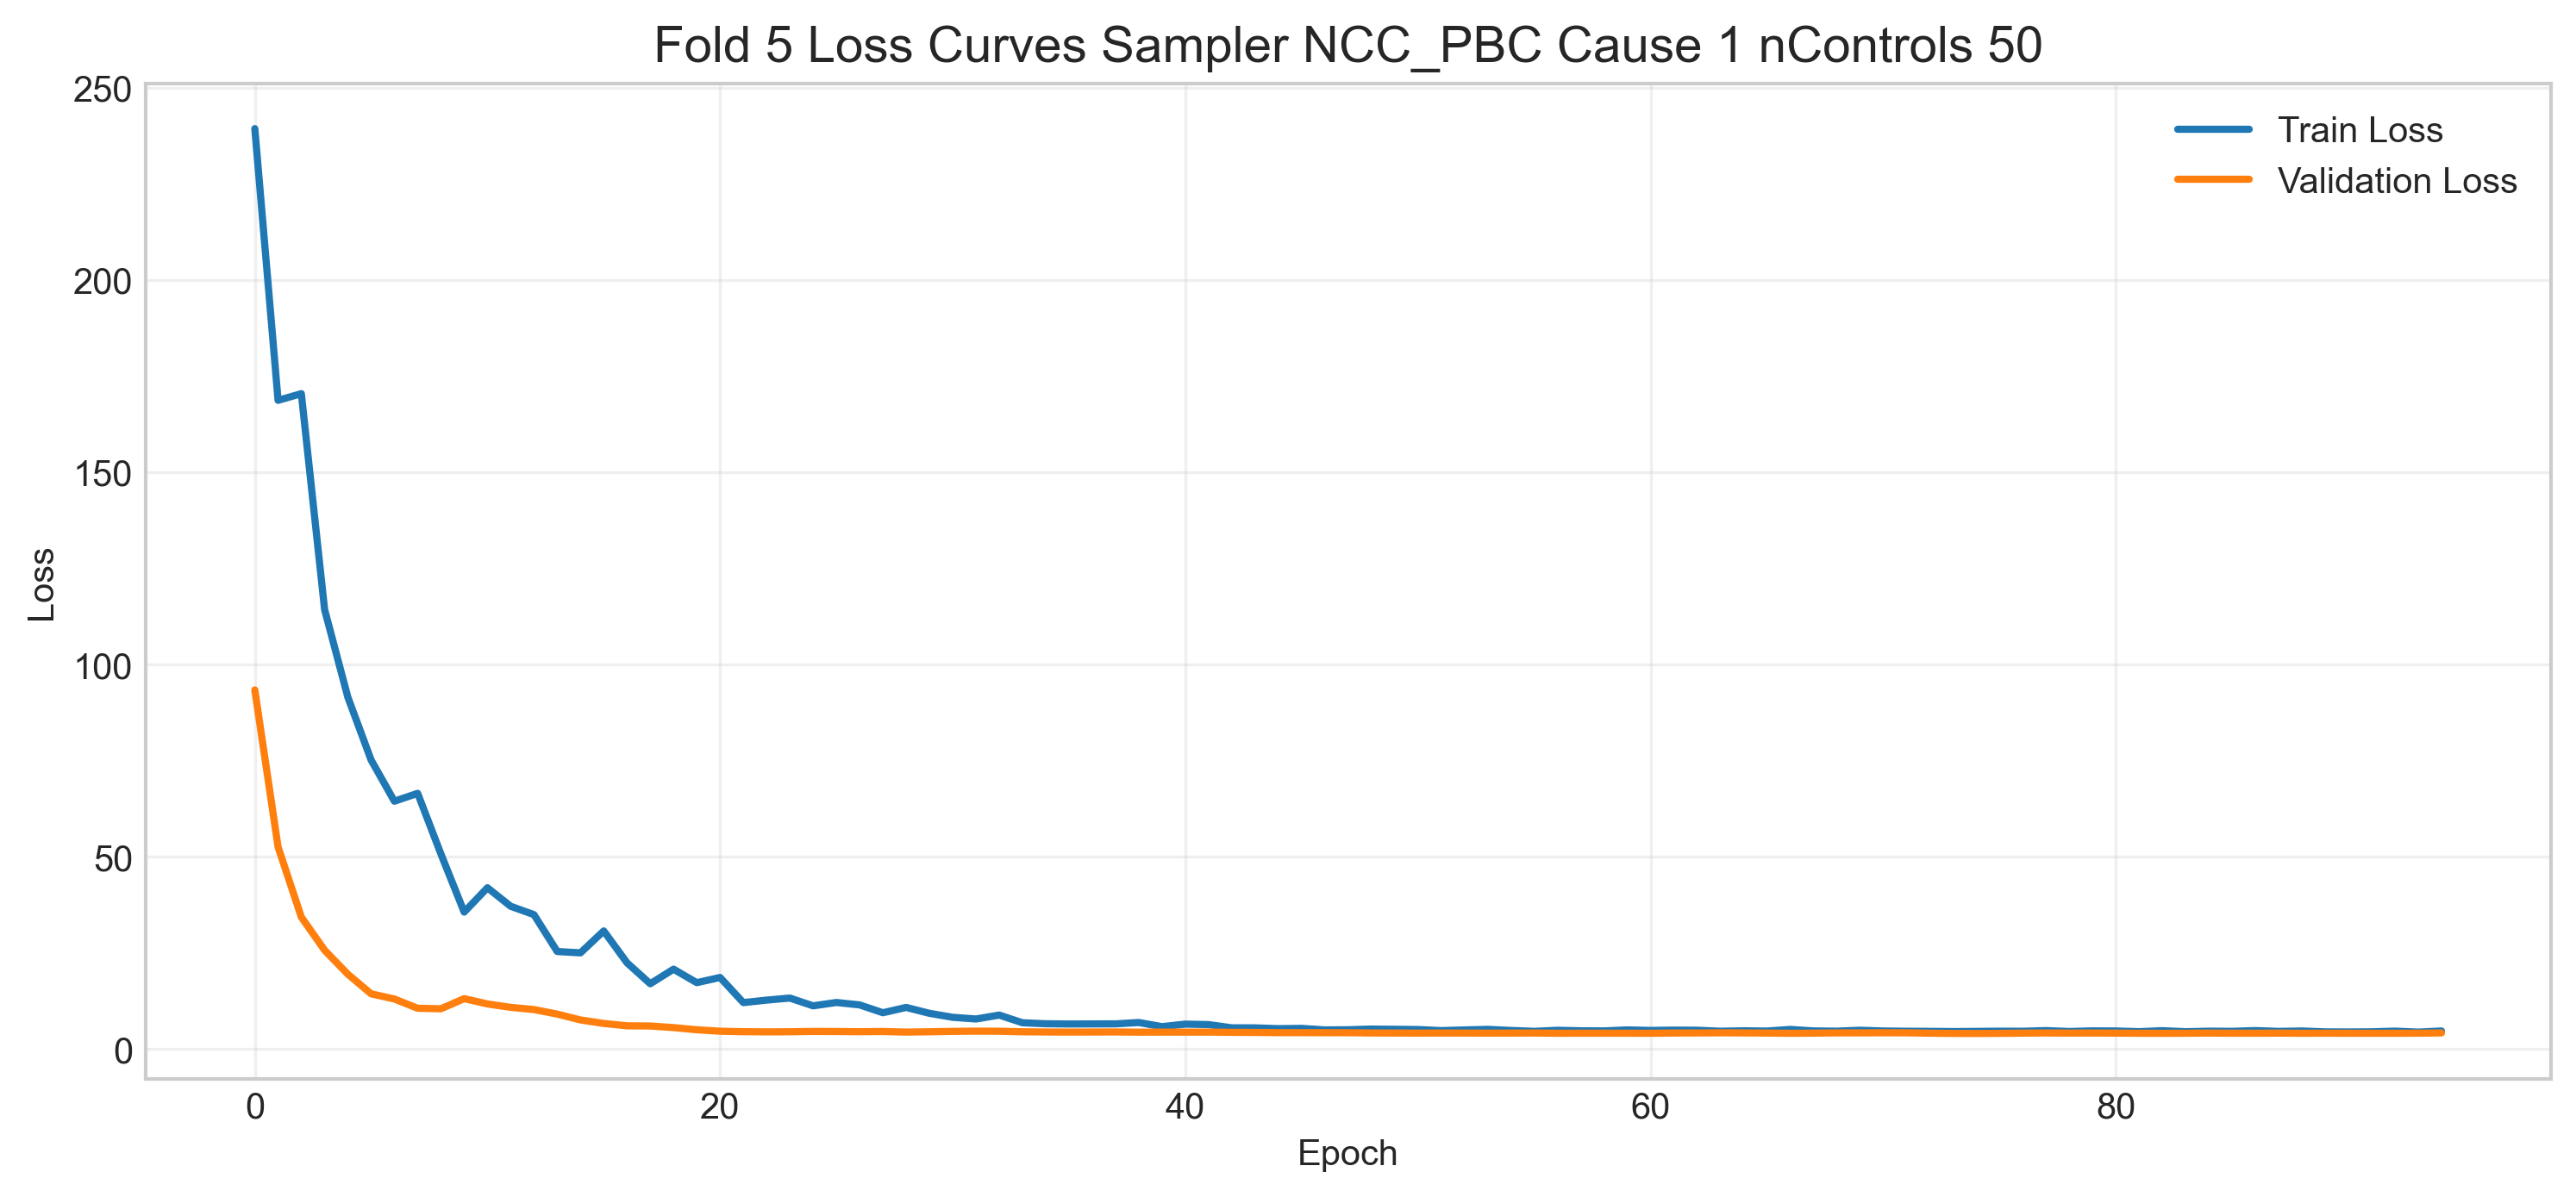 Fold 5 Loss Curves Sampler NCC_PBC Cause 1 nControls 50
250
200
150
100
50
0
Loss
Train Loss
Validation Loss
0 20 40 60 80
Epoch